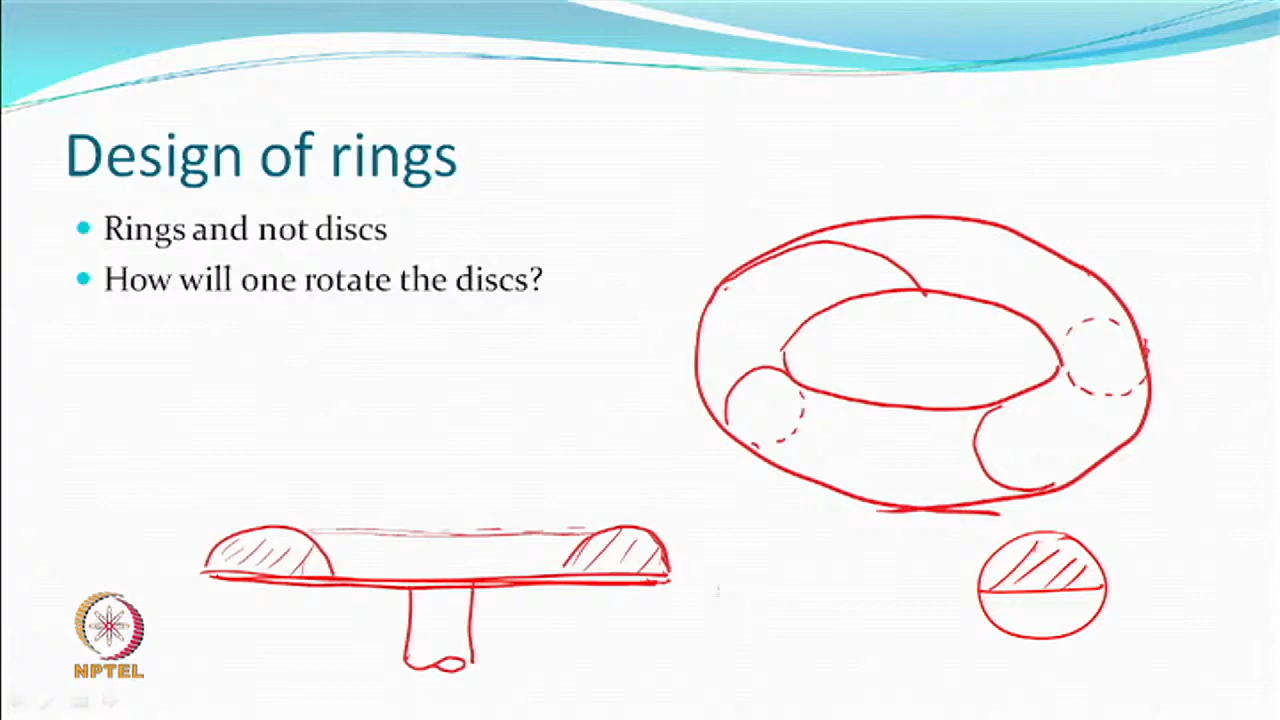 Design of rings
Rings and not discs
How will one rotate the discs?
NPTEL